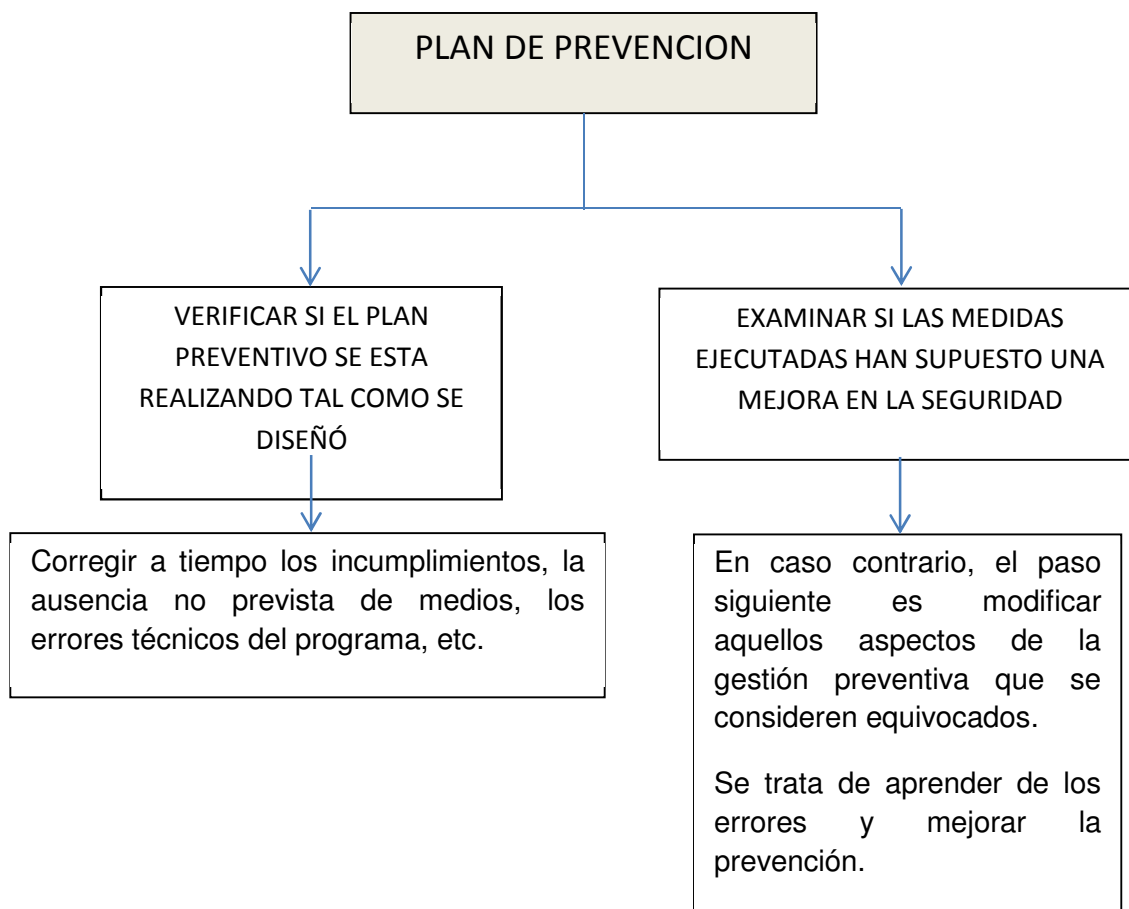 PLAN DE PREVENCION
VERIFICAR SI EL PLAN
PREVENTIVO SE ESTA
REALIZANDO TAL COMO SE
DISEÑÓ
EXAMINAR SI LAS MEDIDAS
EJECUTADAS HAN SUPUESTO UNA
MEJORA EN LA SEGURIDAD
Corregir a tiempo los incumplimientos, la
ausencia no prevista de medios, los
errores técnicos del programa, etc.
En caso contrario, el paso
siguiente es modificar
aquellos aspectos de la
gestión preventiva que se
consideren equivocados.
Se trata de aprender de los
errores y mejorar la
prevención.